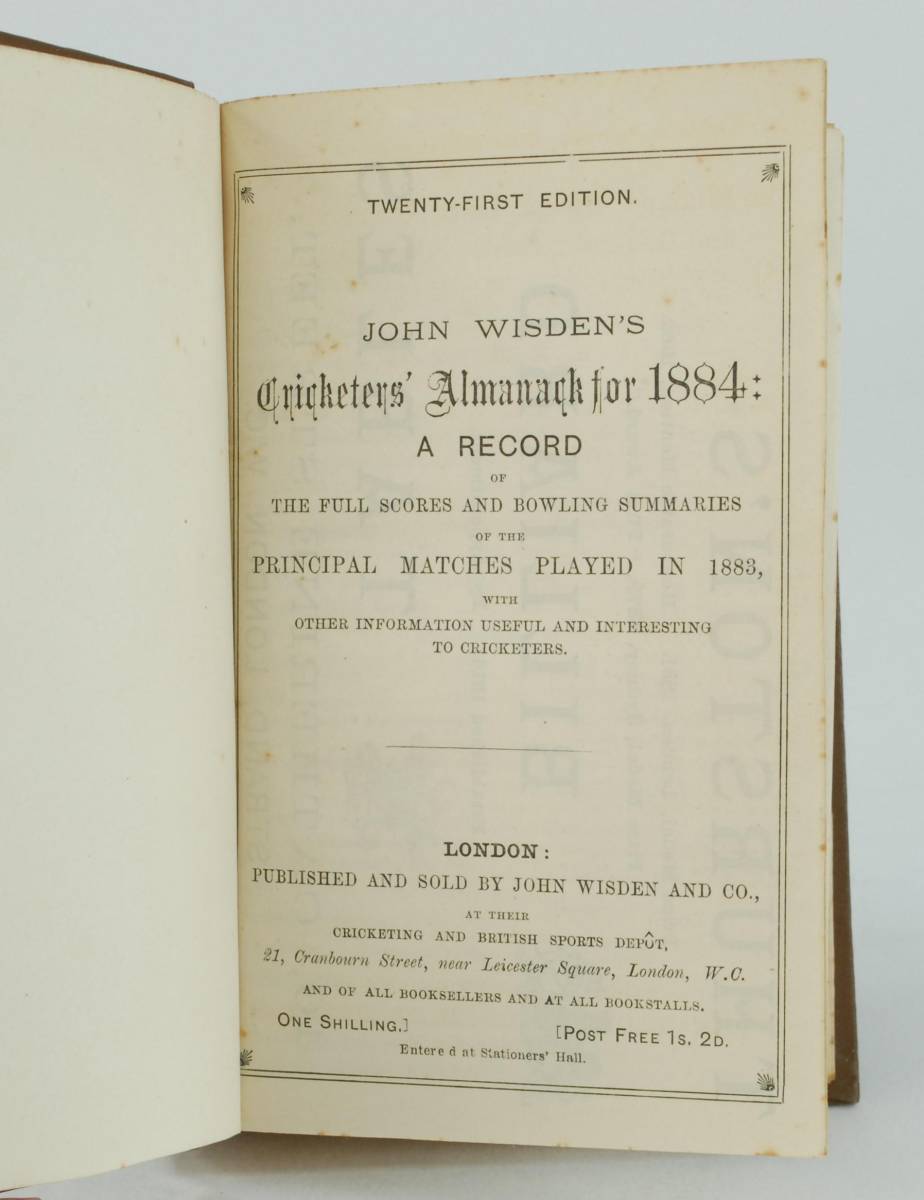 TWENTY-FIRST EDITION.
JOHN WISDEN'S
Cricketers' Almanack for 1884:
A RECORD
OF
THE FULL SCORES AND BOWLING SUMMARIES
OF THE
PRINCIPAL MATCHES PLAYED IN 1883,
WITH
OTHER INFORMATION USEFUL AND INTERESTING
TO CRICKETERS.
LONDON:
PUBLISHED AND SOLD BY JOHN WISDEN AND CO.,
AT THEIR
CRICKETING AND BRITISH SPORTS DEPÔT,
21, Cranbourn Street, near Leicester Square, London, W.C.
AND OF ALL BOOKSELLERS AND AT ALL BOOKSTALLS.
ONE SHILLING.] [POST FREE 1S. 2D.
Entered at Stationers' Hall.